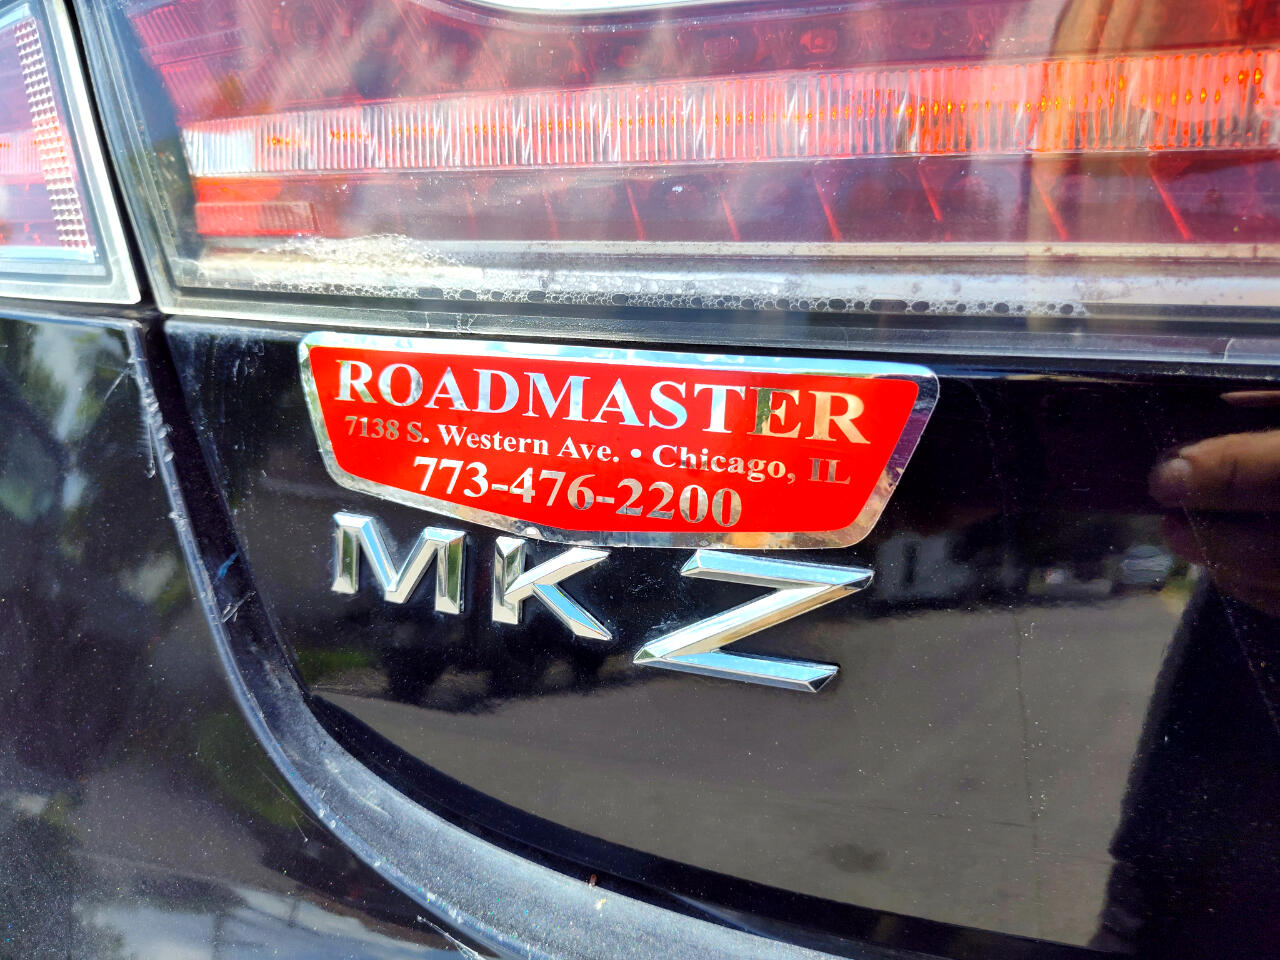 ROADMASTER
7138 S. Western Ave. • Chicago, IL
773-476-2200
MKZ